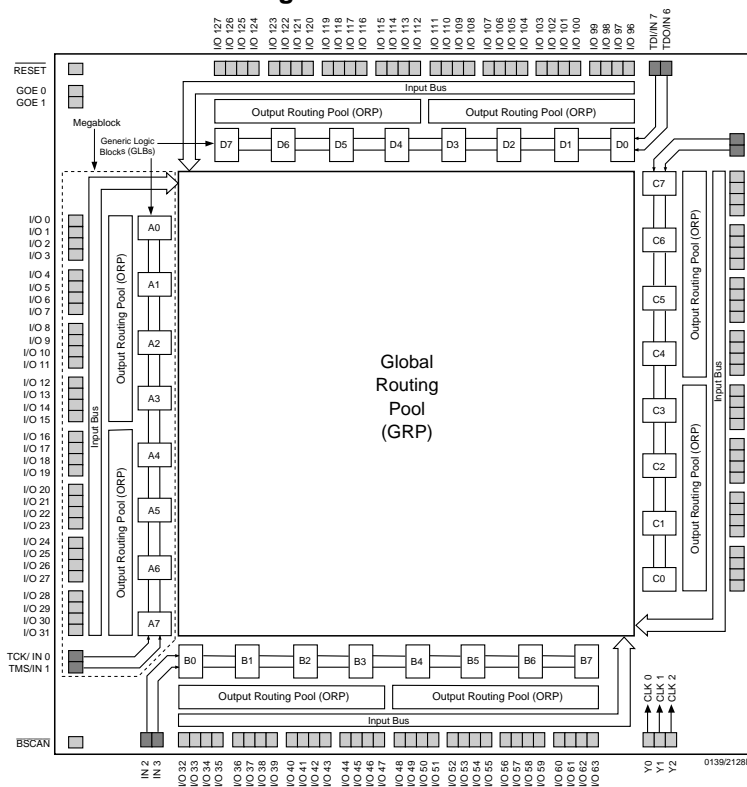 I/O 127
I/O 126
I/O 125
I/O 124
I/O 123
I/O 122
I/O 121
I/O 120
I/O 119
I/O 118
I/O 117
I/O 116
I/O 115
I/O 114
I/O 113
I/O 112
I/O 111
I/O 110
I/O 109
I/O 108
I/O 107
I/O 106
I/O 105
I/O 104
I/O 103
I/O 102
I/O 101
I/O 100
I/O 99
I/O 98
I/O 97
I/O 96
TDI/IN 7
TDO/IN 6
RESET
GOE 0
GOE 1
Input Bus
Output Routing Pool (ORP)
Output Routing Pool (ORP)
Megablock
Generic Logic
Blocks (GLBs)
D7
D6
D5
D4
D3
D2
D1
D0
I/O 0
I/O 1
I/O 2
I/O 3
I/O 4
I/O 5
I/O 6
I/O 7
I/O 8
I/O 9
I/O 10
I/O 11
I/O 12
I/O 13
I/O 14
I/O 15
I/O 16
I/O 17
I/O 18
I/O 19
I/O 20
I/O 21
I/O 22
I/O 23
I/O 24
I/O 25
I/O 26
I/O 27
I/O 28
I/O 29
I/O 30
I/O 31
TCK/ IN 0
TMS/IN 1
Input Bus
Output Routing Pool (ORP)
Output Routing Pool (ORP)
A0
A1
A2
A3
A4
A5
A6
A7
Global
Routing
Pool
(GRP)
C7
C6
C5
C4
C3
C2
C1
C0
Output Routing Pool (ORP)
Output Routing Pool (ORP)
Input Bus
B0
B1
B2
B3
B4
B5
B6
B7
Output Routing Pool (ORP)
Output Routing Pool (ORP)
Input Bus
BSCAN
IN 2
IN 3
I/O 32
I/O 33
I/O 34
I/O 35
I/O 36
I/O 37
I/O 38
I/O 39
I/O 40
I/O 41
I/O 42
I/O 43
I/O 44
I/O 45
I/O 46
I/O 47
I/O 48
I/O 49
I/O 50
I/O 51
I/O 52
I/O 53
I/O 54
I/O 55
I/O 56
I/O 57
I/O 58
I/O 59
I/O 60
I/O 61
I/O 62
I/O 63
CLK 0
CLK 1
CLK 2
Y0
Y1
Y2